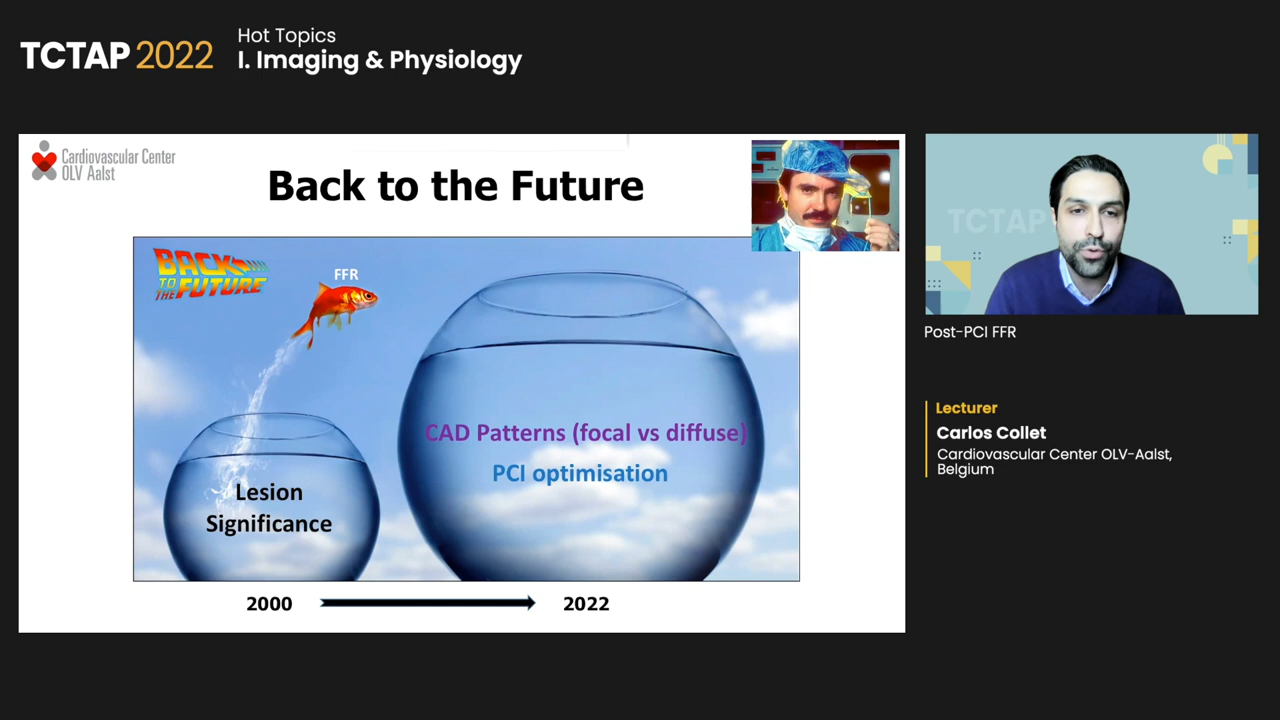 TCTAP 2022
Hot Topics
I. Imaging & Physiology
Cardiovascular Center
OLV Aalst
Back to the Future
BACK
TO
THE
FUTURE
FFR
CAD Patterns (focal vs diffuse)
PCI optimisation
Lesion
Significance
2000
2022
TCTAP
Post-PCI FFR
Lecturer
Carlos Collet
Cardiovascular Center OLV-Aalst,
Belgium